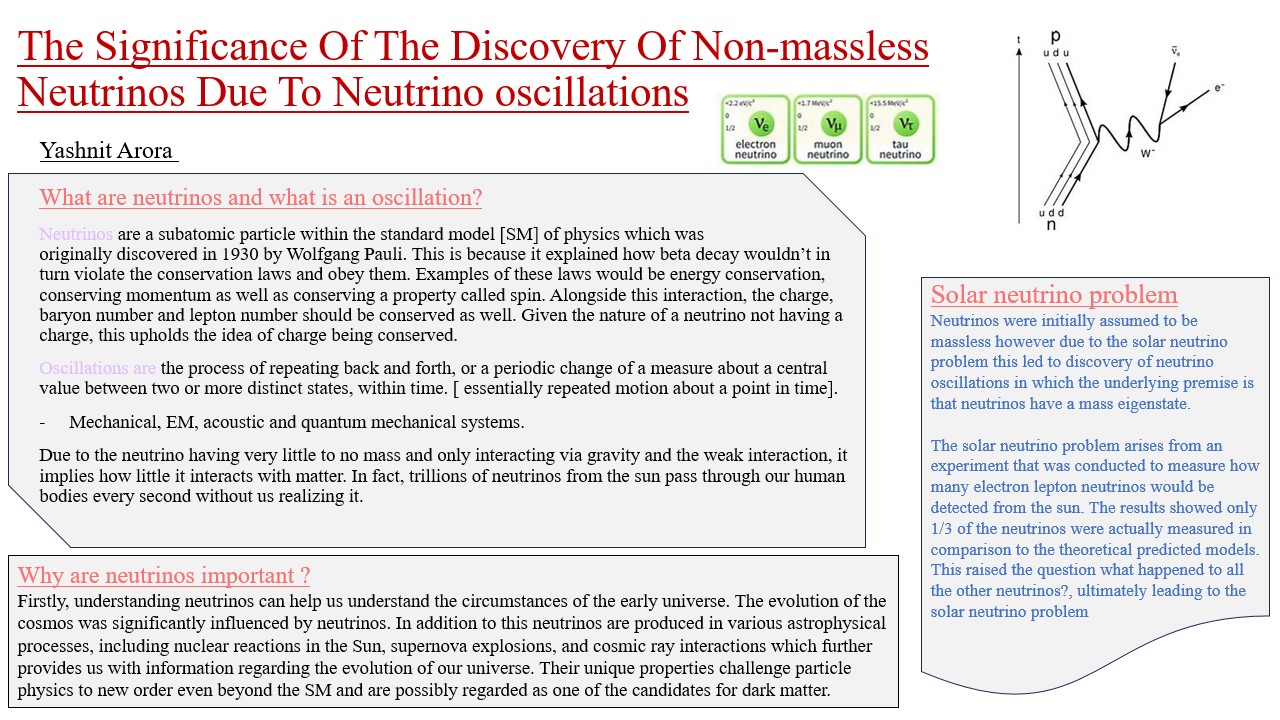 The Significance Of The Discovery Of Non-massless
Neutrinos Due To Neutrino oscillations
Yashnit Arora
<2.2 eV/c²
0
1/2
νe
electron
neutrino
<1.7 MeV/c²
0
1/2
νμ
muon
neutrino
<15.5 MeV/c²
0
1/2
ντ
tau
neutrino
t
p
u d u
ν̄e
e⁻
W⁻
u d d
n
What are neutrinos and what is an oscillation?
Neutrinos are a subatomic particle within the standard model [SM] of physics which was
originally discovered in 1930 by Wolfgang Pauli. This is because it explained how beta decay wouldn’t in
turn violate the conservation laws and obey them. Examples of these laws would be energy conservation,
conserving momentum as well as conserving a property called spin. Alongside this interaction, the charge,
baryon number and lepton number should be conserved as well. Given the nature of a neutrino not having a
charge, this upholds the idea of charge being conserved.
Oscillations are the process of repeating back and forth, or a periodic change of a measure about a central
value between two or more distinct states, within time. [ essentially repeated motion about a point in time].
- Mechanical, EM, acoustic and quantum mechanical systems.
Due to the neutrino having very little to no mass and only interacting via gravity and the weak interaction, it
implies how little it interacts with matter. In fact, trillions of neutrinos from the sun pass through our human
bodies every second without us realizing it.
Why are neutrinos important ?
Firstly, understanding neutrinos can help us understand the circumstances of the early universe. The evolution of the
cosmos was significantly influenced by neutrinos. In addition to this neutrinos are produced in various astrophysical
processes, including nuclear reactions in the Sun, supernova explosions, and cosmic ray interactions which further
provides us with information regarding the evolution of our universe. Their unique properties challenge particle
physics to new order even beyond the SM and are possibly regarded as one of the candidates for dark matter.
Solar neutrino problem
Neutrinos were initially assumed to be
massless however due to the solar neutrino
problem this led to discovery of neutrino
oscillations in which the underlying premise is
that neutrinos have a mass eigenstate.
The solar neutrino problem arises from an
experiment that was conducted to measure how
many electron lepton neutrinos would be
detected from the sun. The results showed only
1/3 of the neutrinos were actually measured in
comparison to the theoretical predicted models.
This raised the question what happened to all
the other neutrinos?, ultimately leading to the
solar neutrino problem